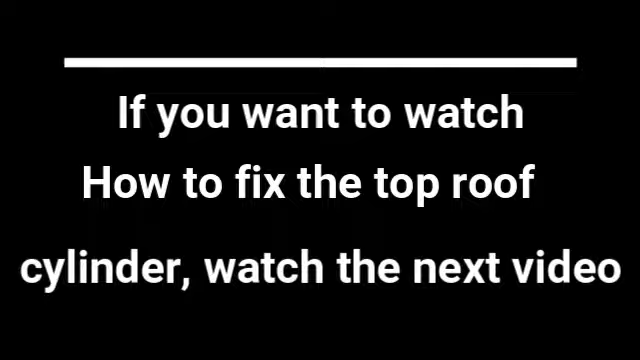 If you want to watch
How to fix the top roof
cylinder, watch the next video